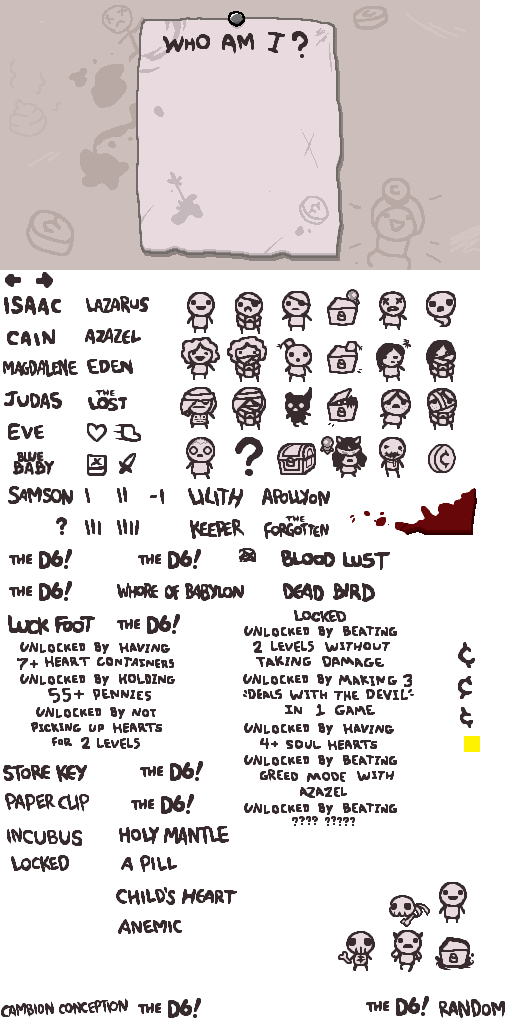 WHO AM I?
ISAAC LAZARUS
CAIN AZAZEL
MAGDALENE EDEN
JUDAS THE LOST
EVE
BLUE BABY
?
SAMSON I II -I LILITH APOLLYON
? III IIII KEEPER THE FORGOTTEN
THE D6! THE D6! BLOOD LUST
THE D6! WHORE OF BABYLON DEAD BIRD
LUCK FOOT THE D6!
UNLOCKED BY HAVING
7+ HEART CONTAINERS
UNLOCKED BY HOLDING
55+ PENNIES
UNLOCKED BY NOT
PICKING UP HEARTS
FOR 2 LEVELS
LOCKED
UNLOCKED BY BEATING
2 LEVELS WITHOUT
TAKING DAMAGE
UNLOCKED BY MAKING 3
"DEALS WITH THE DEVIL"
IN 1 GAME
UNLOCKED BY HAVING
4+ SOUL HEARTS
UNLOCKED BY BEATING
GREED MODE WITH
AZAZEL
UNLOCKED BY BEATING
???? ?????
¢
¢
¢
STORE KEY THE D6!
PAPER CLIP THE D6!
INCUBUS HOLY MANTLE
LOCKED A PILL
CHILD'S HEART
ANEMIC
CAMBION CONCEPTION THE D6! THE D6! RANDOM